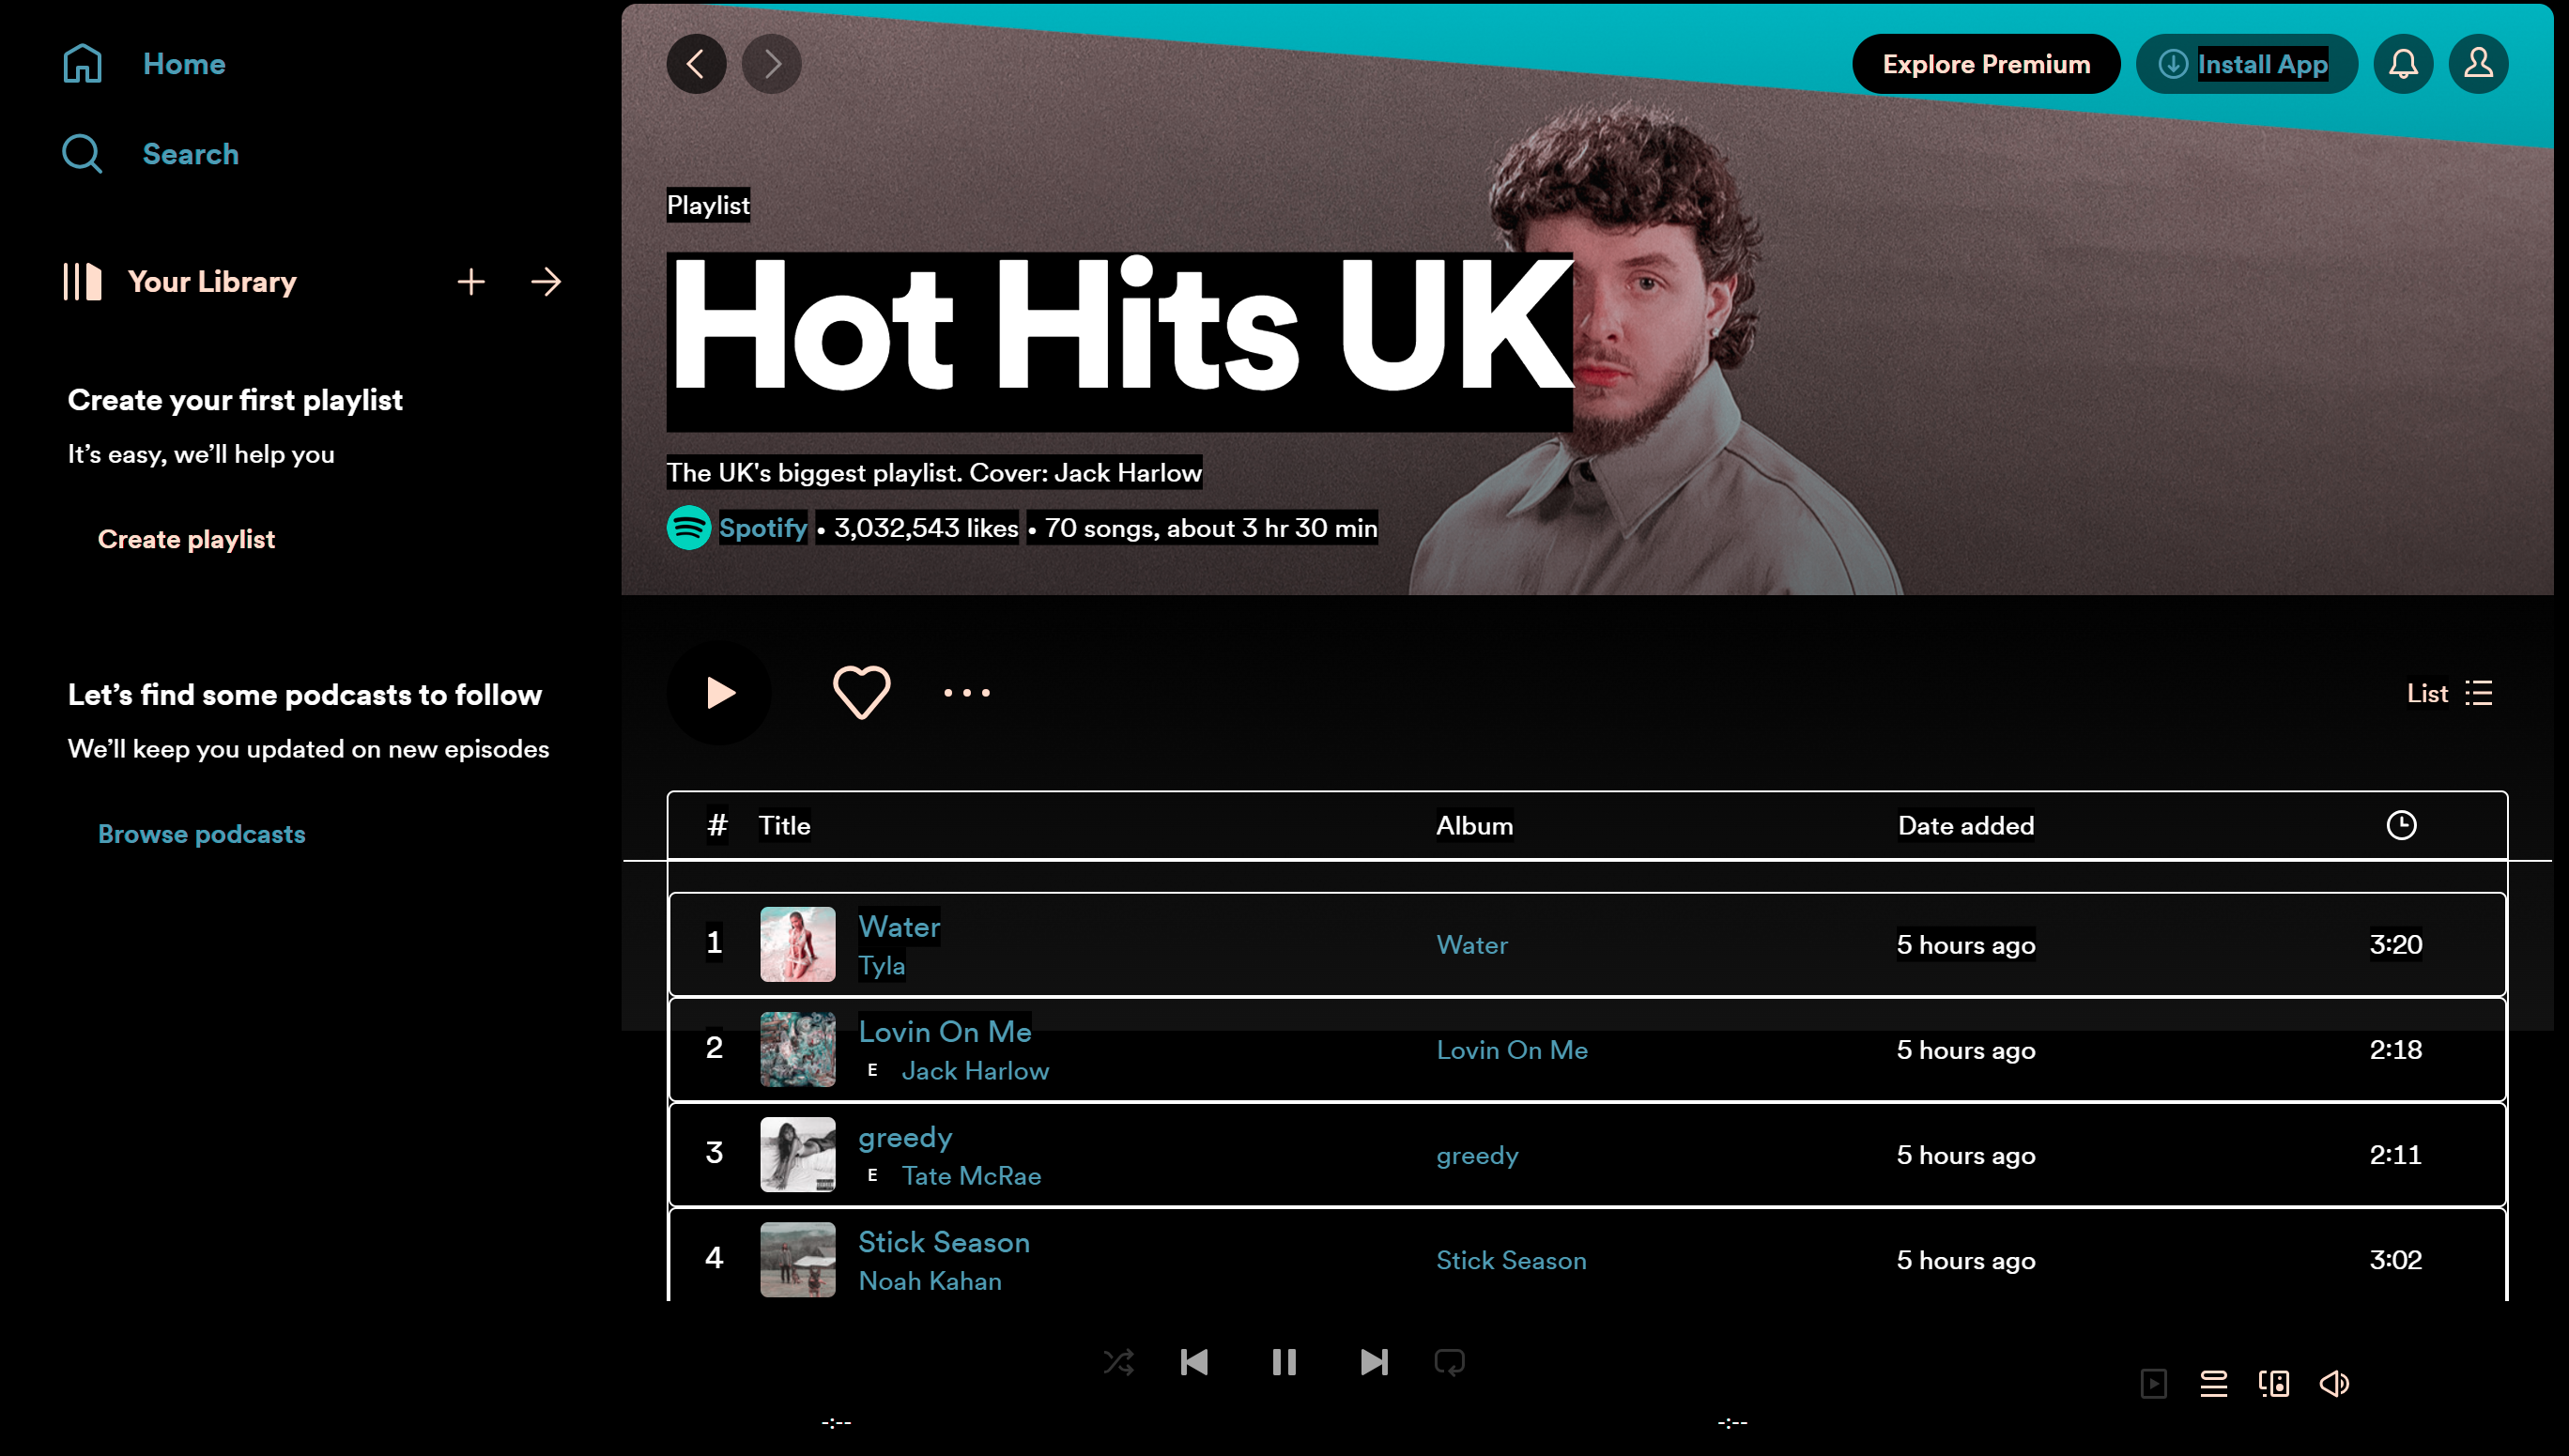 Home
Search
Your Library
Create your first playlist
It's easy, we'll help you
Create playlist
Let's find some podcasts to follow
We'll keep you updated on new episodes
Browse podcasts
Explore Premium
Install App
Playlist
Hot Hits UK
The UK's biggest playlist. Cover: Jack Harlow
Spotify • 3,032,543 likes • 70 songs, about 3 hr 30 min
List
# Title Album Date added
1 Water Water 5 hours ago 3:20
Tyla
2 Lovin On Me Lovin On Me 5 hours ago 2:18
E Jack Harlow
3 greedy greedy 5 hours ago 2:11
E Tate McRae
4 Stick Season Stick Season 5 hours ago 3:02
Noah Kahan
-:-- -:--